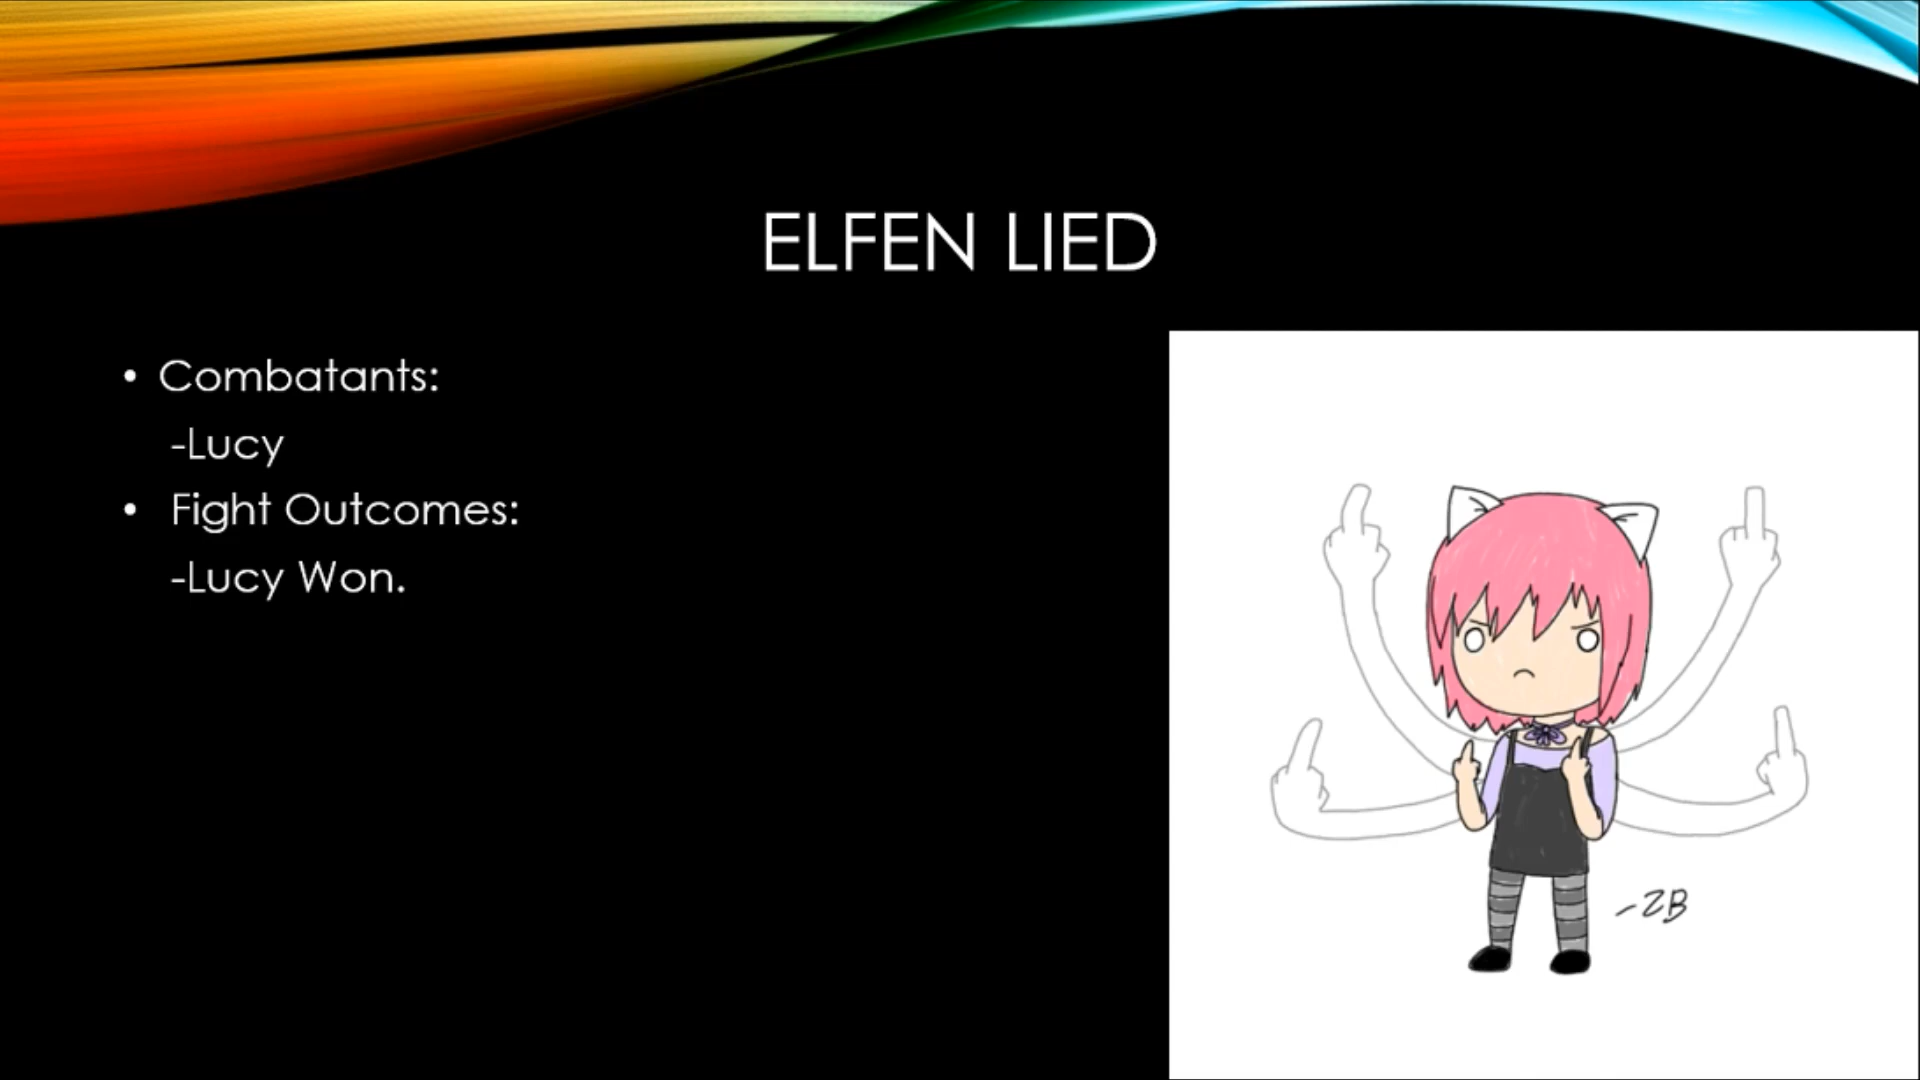 ELFEN LIED
• Combatants:
-Lucy
• Fight Outcomes:
-Lucy Won.
-ZB